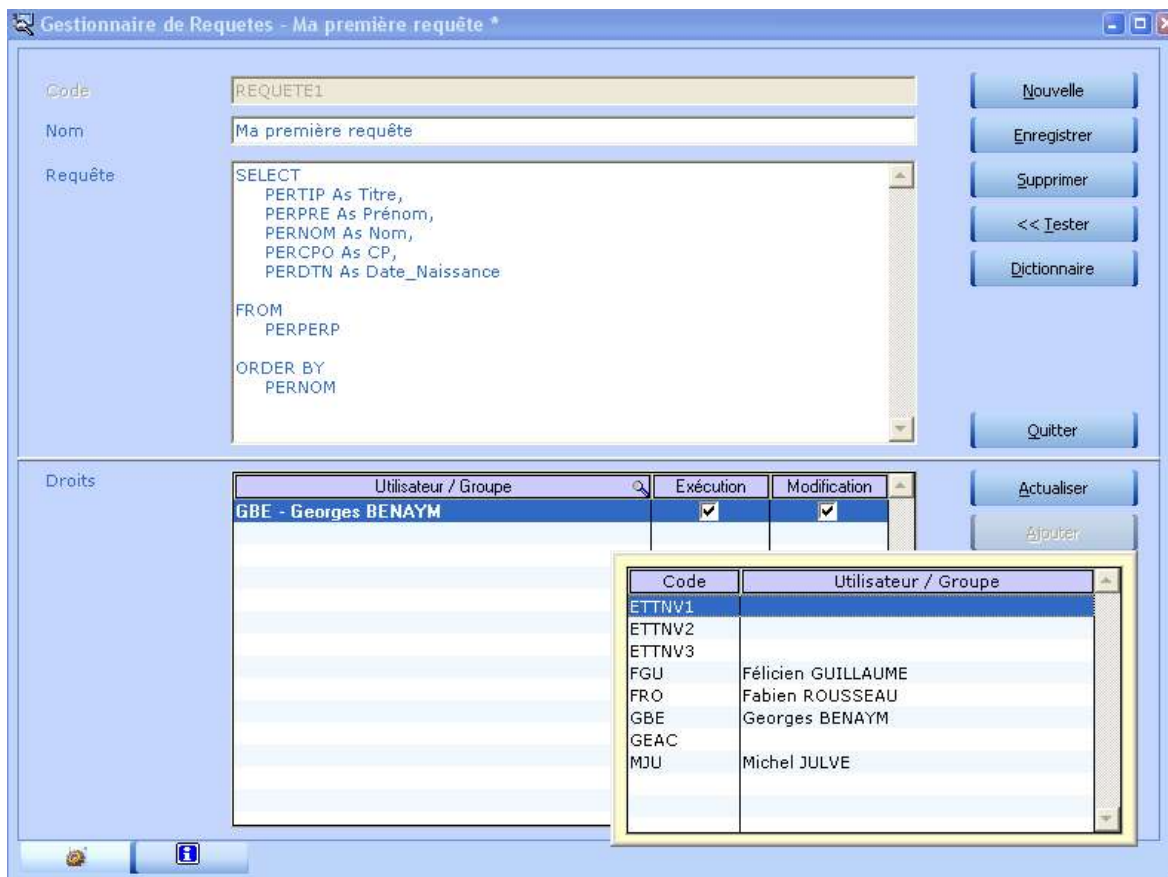 Gestionnaire de Requetes - Ma première requête *
Code
REQUETE1
Nouvelle
Nom
Ma première requête
Enregistrer
Requête
SELECT
PERTIP As Titre,
PERPRE As Prénom,
PERNOM As Nom,
PERCPO As CP,
PERDTN As Date_Naissance
FROM
PERPERP
ORDER BY
PERNOM
Supprimer
<< Tester
Dictionnaire
Quitter
Droits
Utilisateur / Groupe Exécution Modification
GBE - Georges BENAYM
Actualiser
Ajouter
Code Utilisateur / Groupe
ETTNV1
ETTNV2
ETTNV3
FGU Félicien GUILLAUME
FRO Fabien ROUSSEAU
GBE Georges BENAYM
GEAC
MJU Michel JULVE